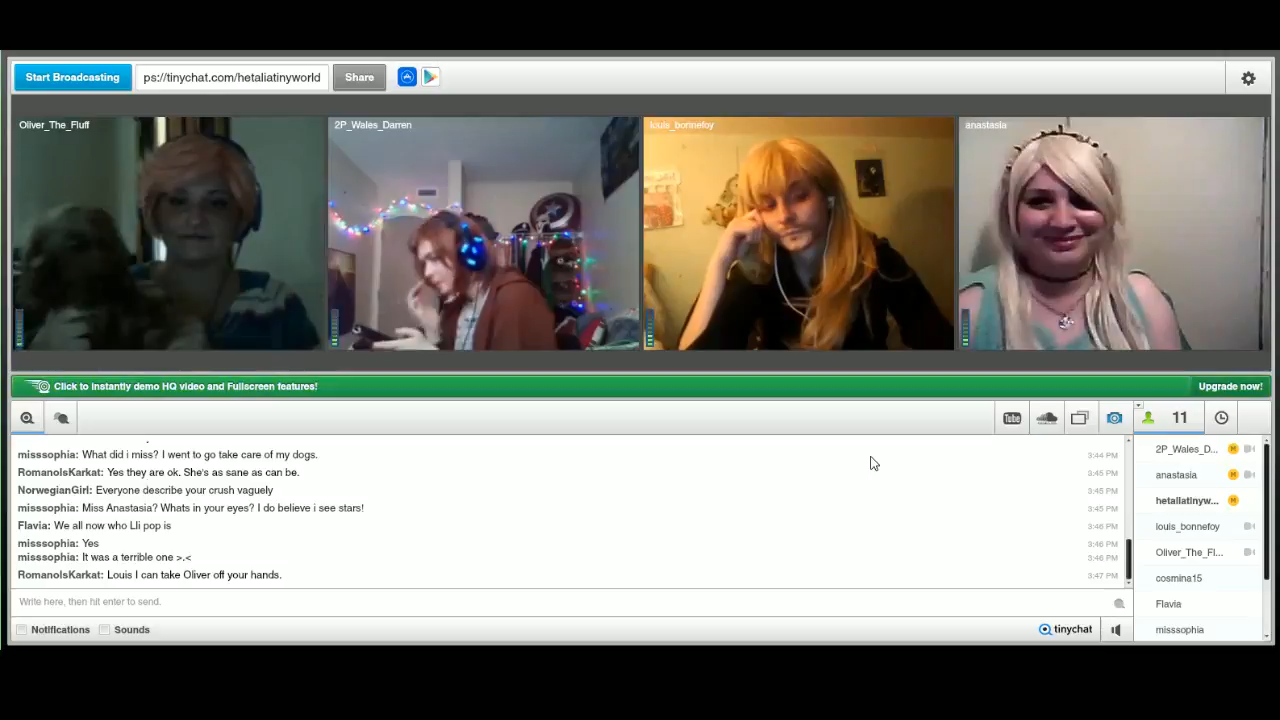 Start Broadcasting
ps://tinychat.com/hetaliatinyworld
Share
Oliver_The_Fluff
2P_Wales_Darren
louis_bonnefoy
anastasia
Click to instantly demo HQ video and Fullscreen features!
Upgrade now!
You Tube
11
misssophia: What did i miss? I went to go take care of my dogs.
3:44 PM
RomanoIsKarkat: Yes they are ok. She's as sane as can be.
3:45 PM
NorwegianGirl: Everyone describe your crush vaguely
3:45 PM
misssophia: Miss Anastasia? Whats in your eyes? I do believe i see stars!
3:45 PM
Flavia: We all now who Lli pop is
3:46 PM
misssophia: Yes
3:46 PM
misssophia: It was a terrible one >.<
3:46 PM
RomanoIsKarkat: Louis I can take Oliver off your hands.
3:47 PM
2P_Wales_D...
anastasia
hetaliatinyw...
louis_bonnefoy
Oliver_The_Fl...
cosmina15
Flavia
misssophia
Write here, then hit enter to send.
Notifications
Sounds
tinychat